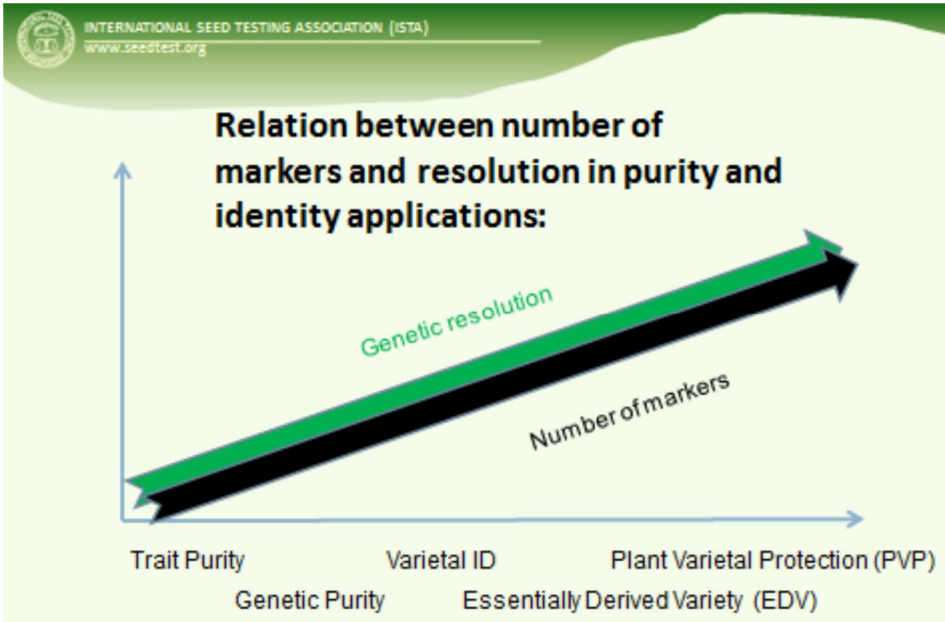 INTERNATIONAL SEED TESTING ASSOCIATION (ISTA)
www.seedtest.org
Relation between number of
markers and resolution in purity and
identity applications:
Genetic resolution
Number of markers
Trait Purity Varietal ID Plant Varietal Protection (PVP)
Genetic Purity Essentially Derived Variety (EDV)